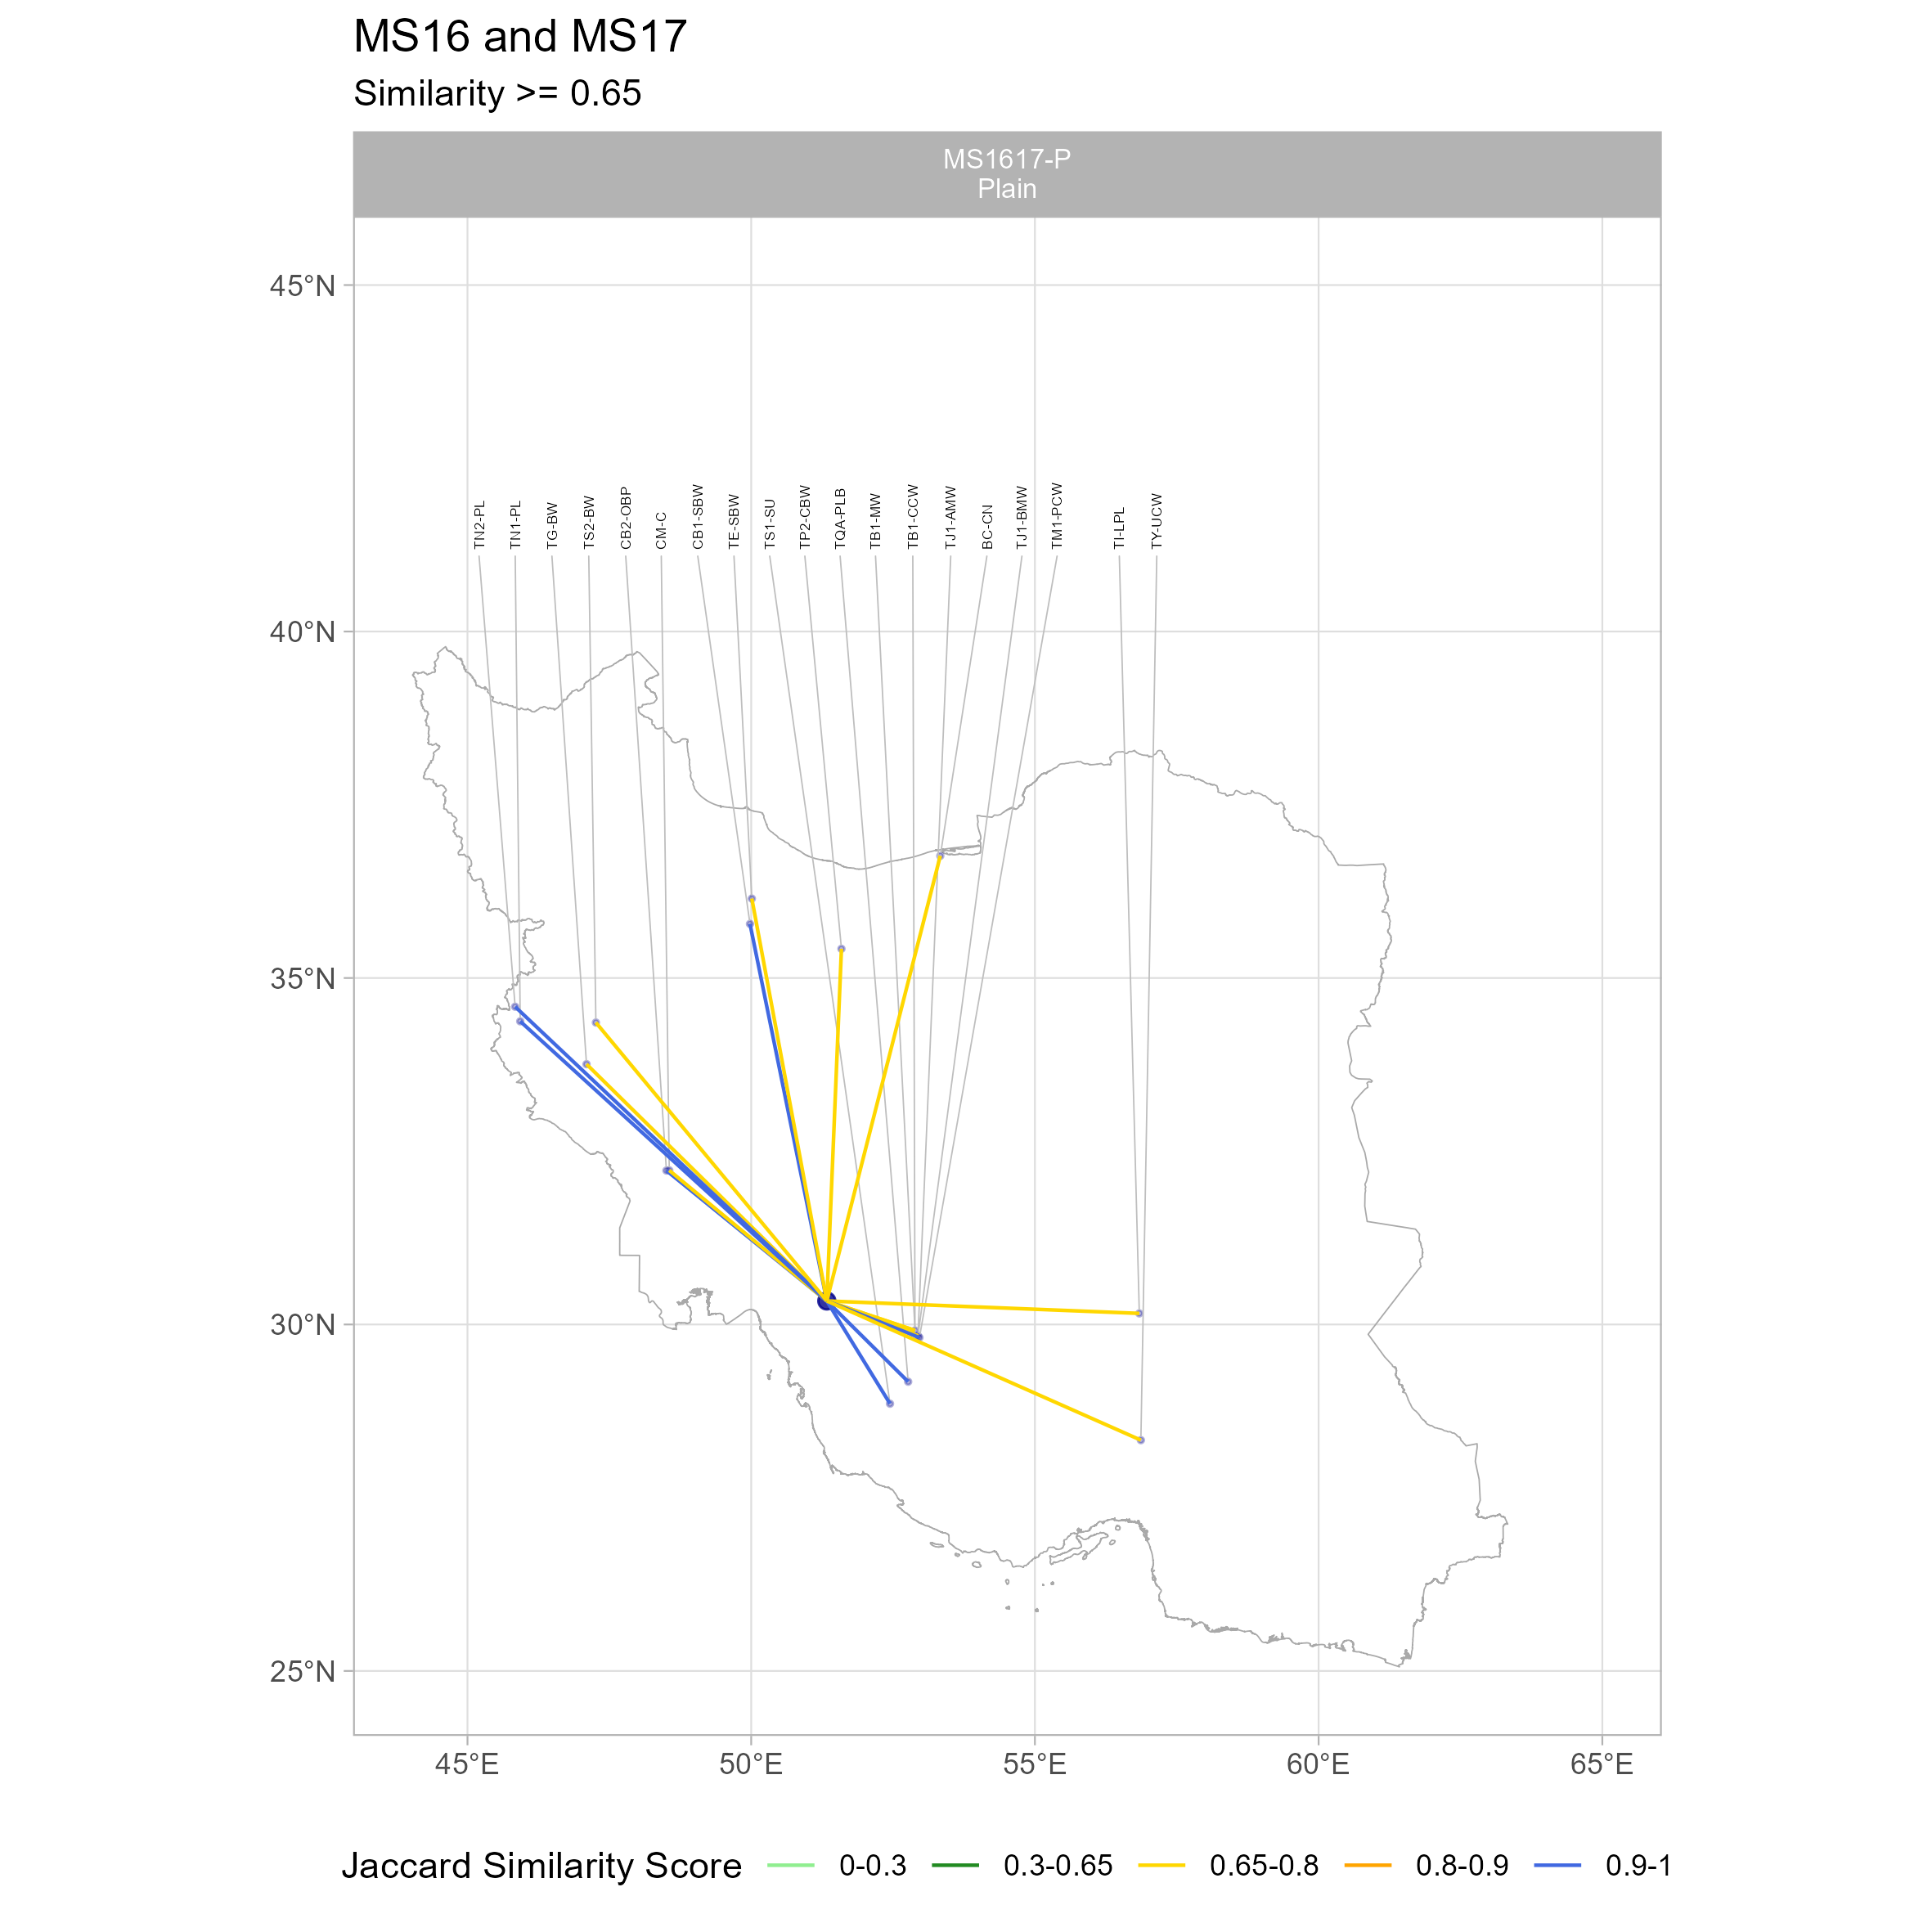 MS16 and MS17
Similarity >= 0.65
MS1617-P
Plain
45°N
40°N
35°N
30°N
25°N
TN2-PL
TN1-PL
TG-BW
TS2-BW
CB2-OBP
CM-C
CB1-SBW
TE-SBW
TS1-SU
TP2-CBW
TQA-PLB
TB1-MW
TB1-CCW
TJ1-AMW
BC-CN
TJ1-BMW
TM1-PCW
TI-LPL
TY-UCW
45°E 50°E 55°E 60°E 65°E
Jaccard Similarity Score 0-0.3 0.3-0.65 0.65-0.8 0.8-0.9 0.9-1